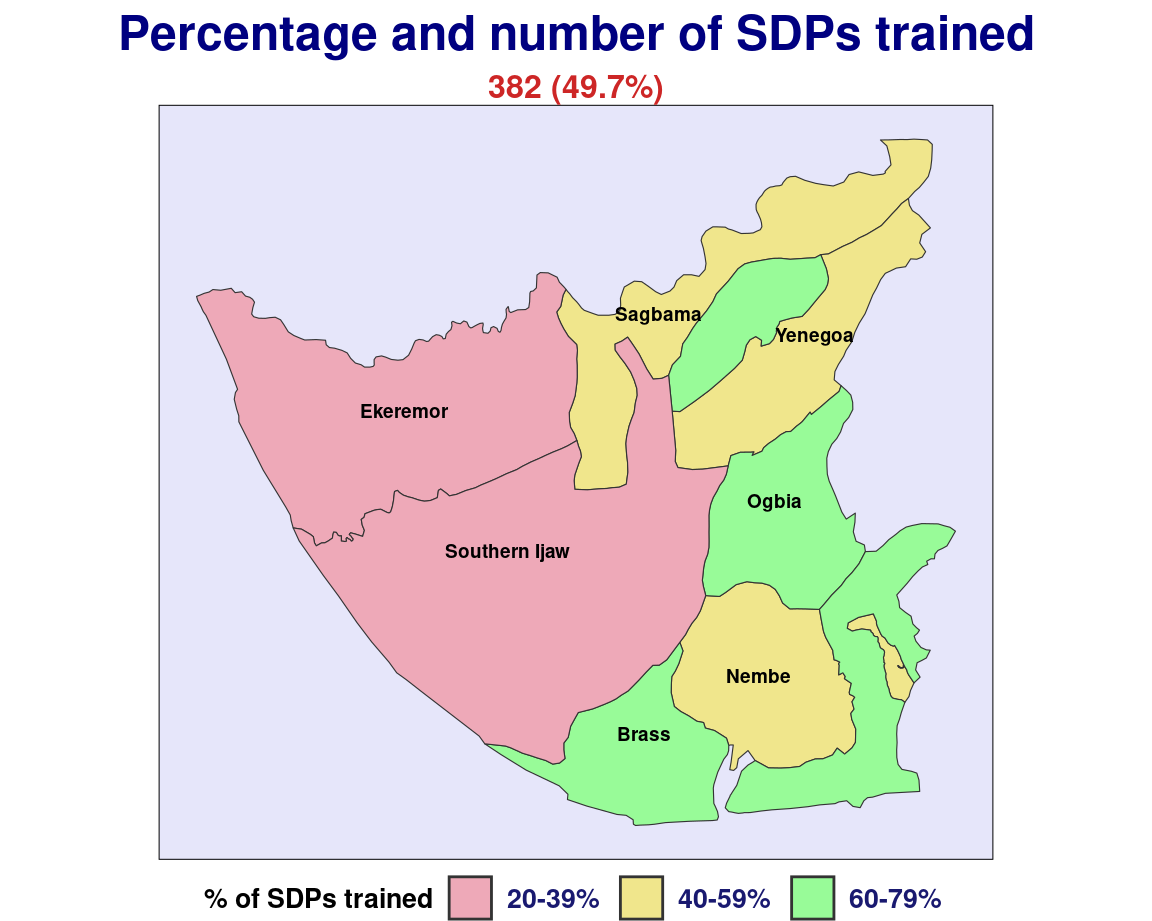 Percentage and number of SDPs trained
382 (49.7%)
Sagbama
Yenegoa
Ekeremor
Ogbia
Southern Ijaw
Nembe
Brass
% of SDPs trained 20-39% 40-59% 60-79%